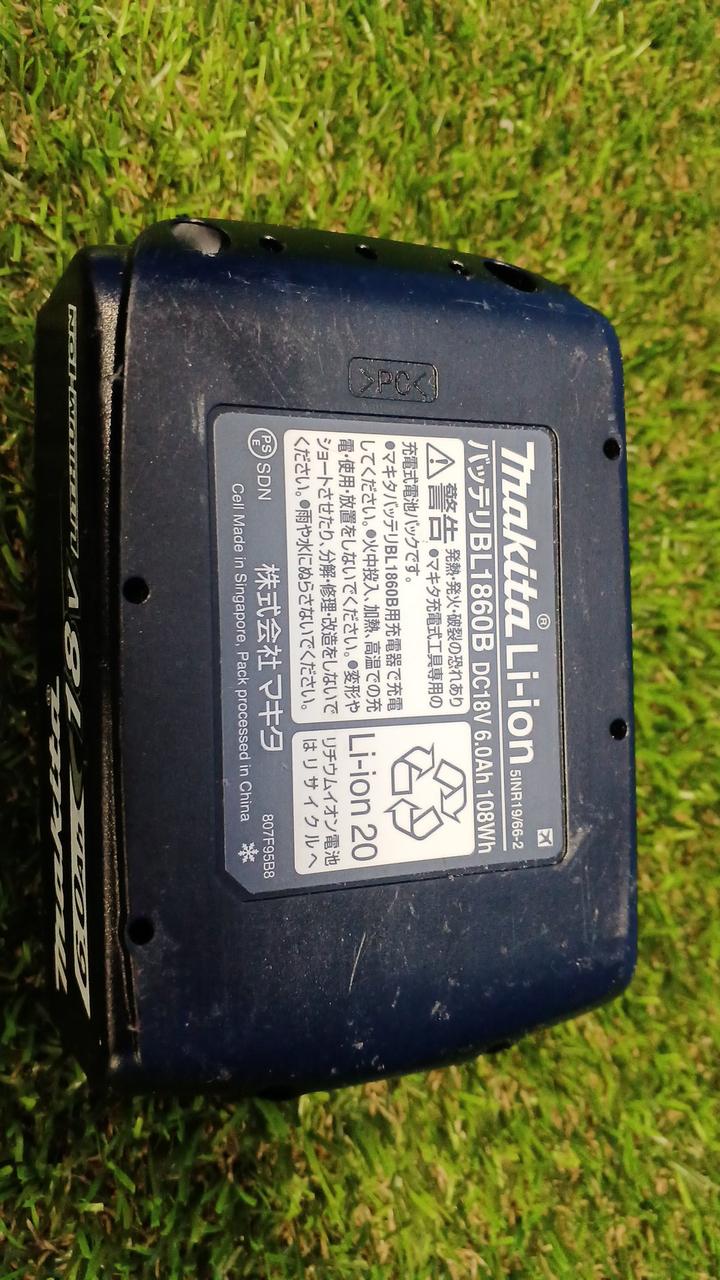 >PC<
makita® Li-ion 5INR19/66-2
バッテリBL1860B DC18V 6.0Ah 108Wh
警告 発熱・発火・破裂の恐れあり
●マキタ充電式工具専用の
充電式電池パックです。
●マキタバッテリBL1860B用充電器で充電
してください。●火中投入、加熱、高温での充
電・使用・放置をしないでください。●変形や
ショートさせたり、分解・修理・改造をしないで
ください。●雨や水にぬらさないでください。
Li-ion 20
リチウムイオン電池
はリサイクルへ
PS
E SDN
株式会社 マキタ
807F95B8
Cell Made in Singapore, Pack processed in China
18V
makita